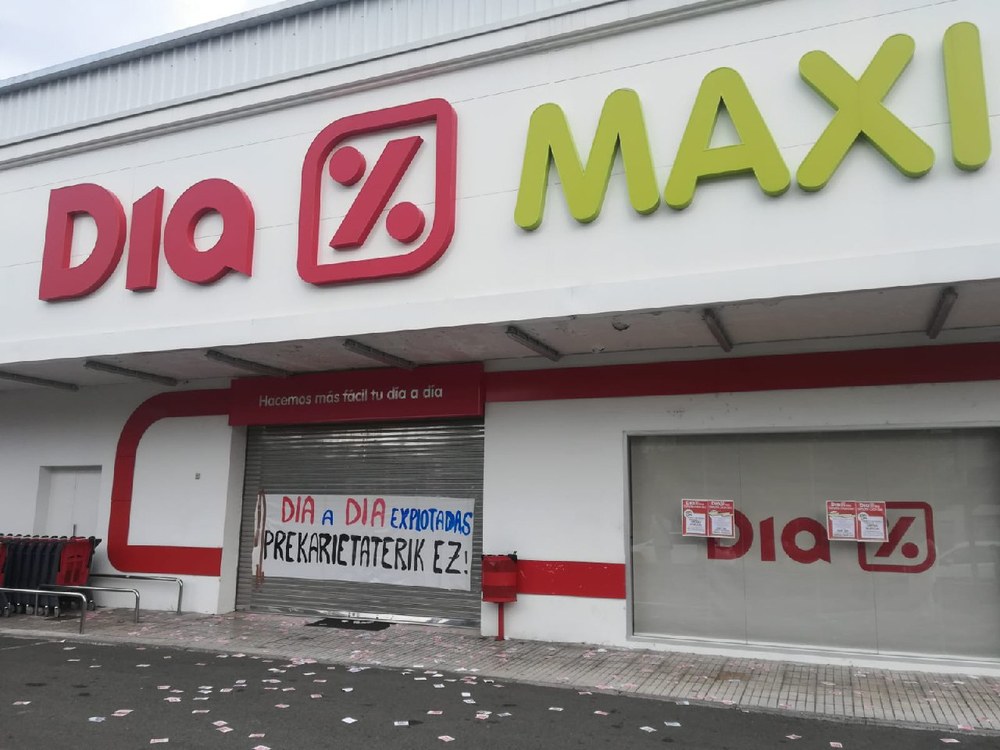 Dia % MAXI
Hacemos más fácil tu día a día
DIA A DIA EXPLOTADAS
PREKARIETATERIK EZ!
Dia %